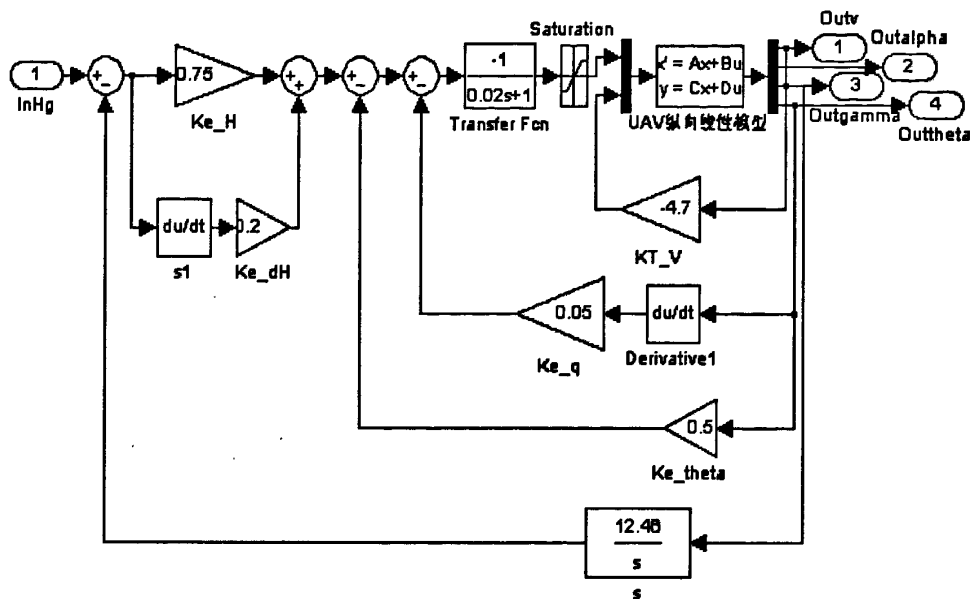 Outv
Saturation
1
Outalpha
2
1
InHg
+
−
0.75
Ke_H
+
+
+
−
+
−
-1
0.02s+1
Transfer Fcn
x' = Ax+Bu
y = Cx+Du
UAV纵向线性模型
3
Outgamma
4
Outtheta
du/dt
s1
0.2
Ke_dH
-4.7
KT_V
0.05
Ke_q
du/dt
Derivative1
0.5
Ke_theta
12.46
s
s